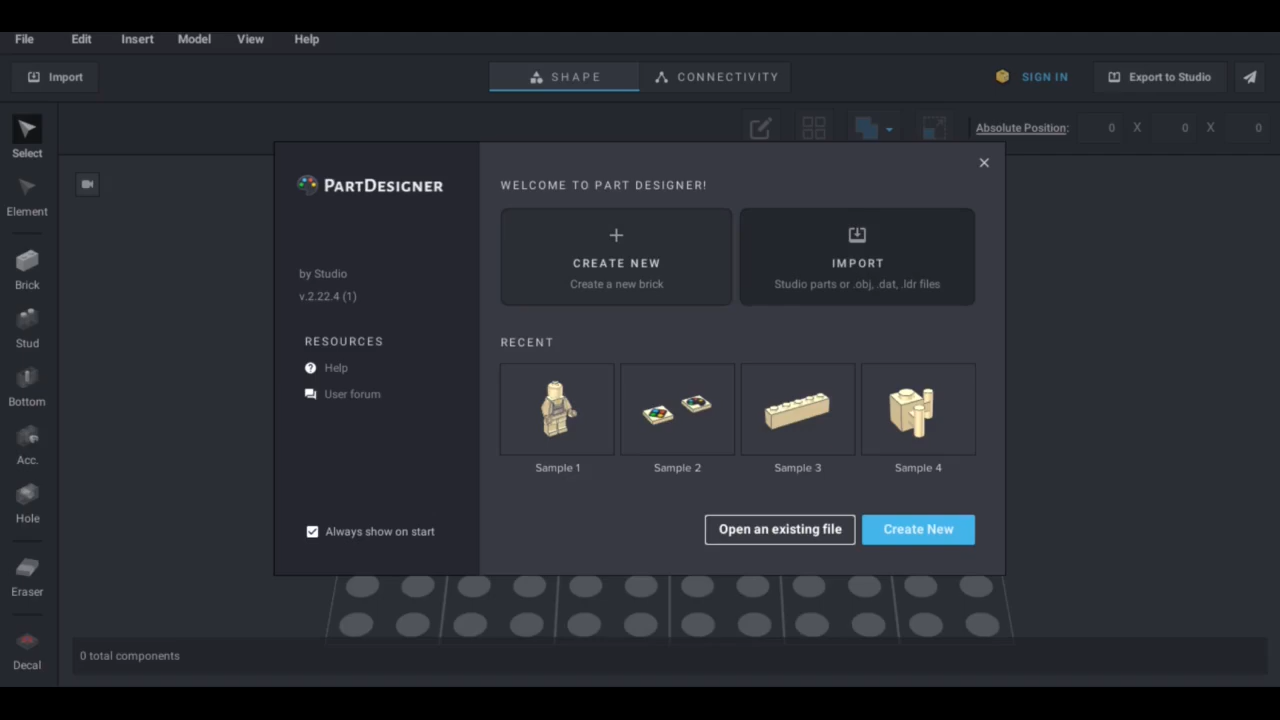 File Edit Insert Model View Help
Import SHAPE CONNECTIVITY SIGN IN Export to Studio
Absolute Position: 0 X 0 X 0
Select
Element
Brick
Stud
Bottom
Acc.
Hole
Eraser
Decal
PARTDESIGNER
by Studio
v.2.22.4 (1)
RESOURCES
Help
User forum
Always show on start
WELCOME TO PART DESIGNER!
CREATE NEW
Create a new brick
IMPORT
Studio parts or .obj, .dat, .ldr files
RECENT
Sample 1 Sample 2 Sample 3 Sample 4
Open an existing file Create New
0 total components